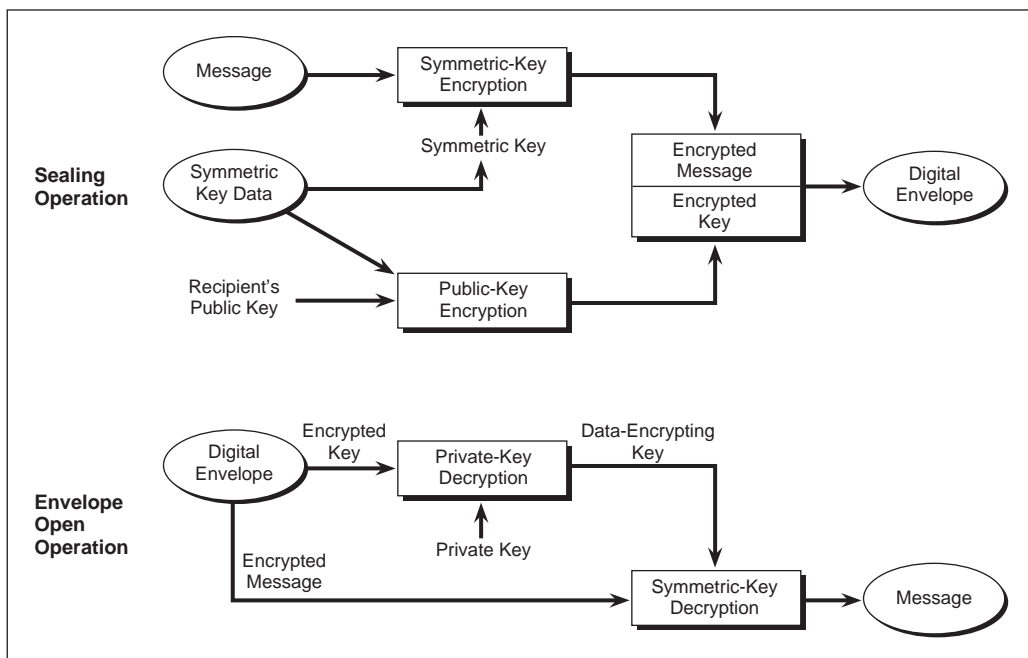 Message
Symmetric-Key
Encryption
Symmetric Key
Sealing
Operation
Symmetric
Key Data
Encrypted
Message
Encrypted
Key
Digital
Envelope
Recipient's
Public Key
Public-Key
Encryption
Envelope
Open
Operation
Digital
Envelope
Encrypted
Key
Private-Key
Decryption
Data-Encrypting
Key
Private Key
Encrypted
Message
Symmetric-Key
Decryption
Message